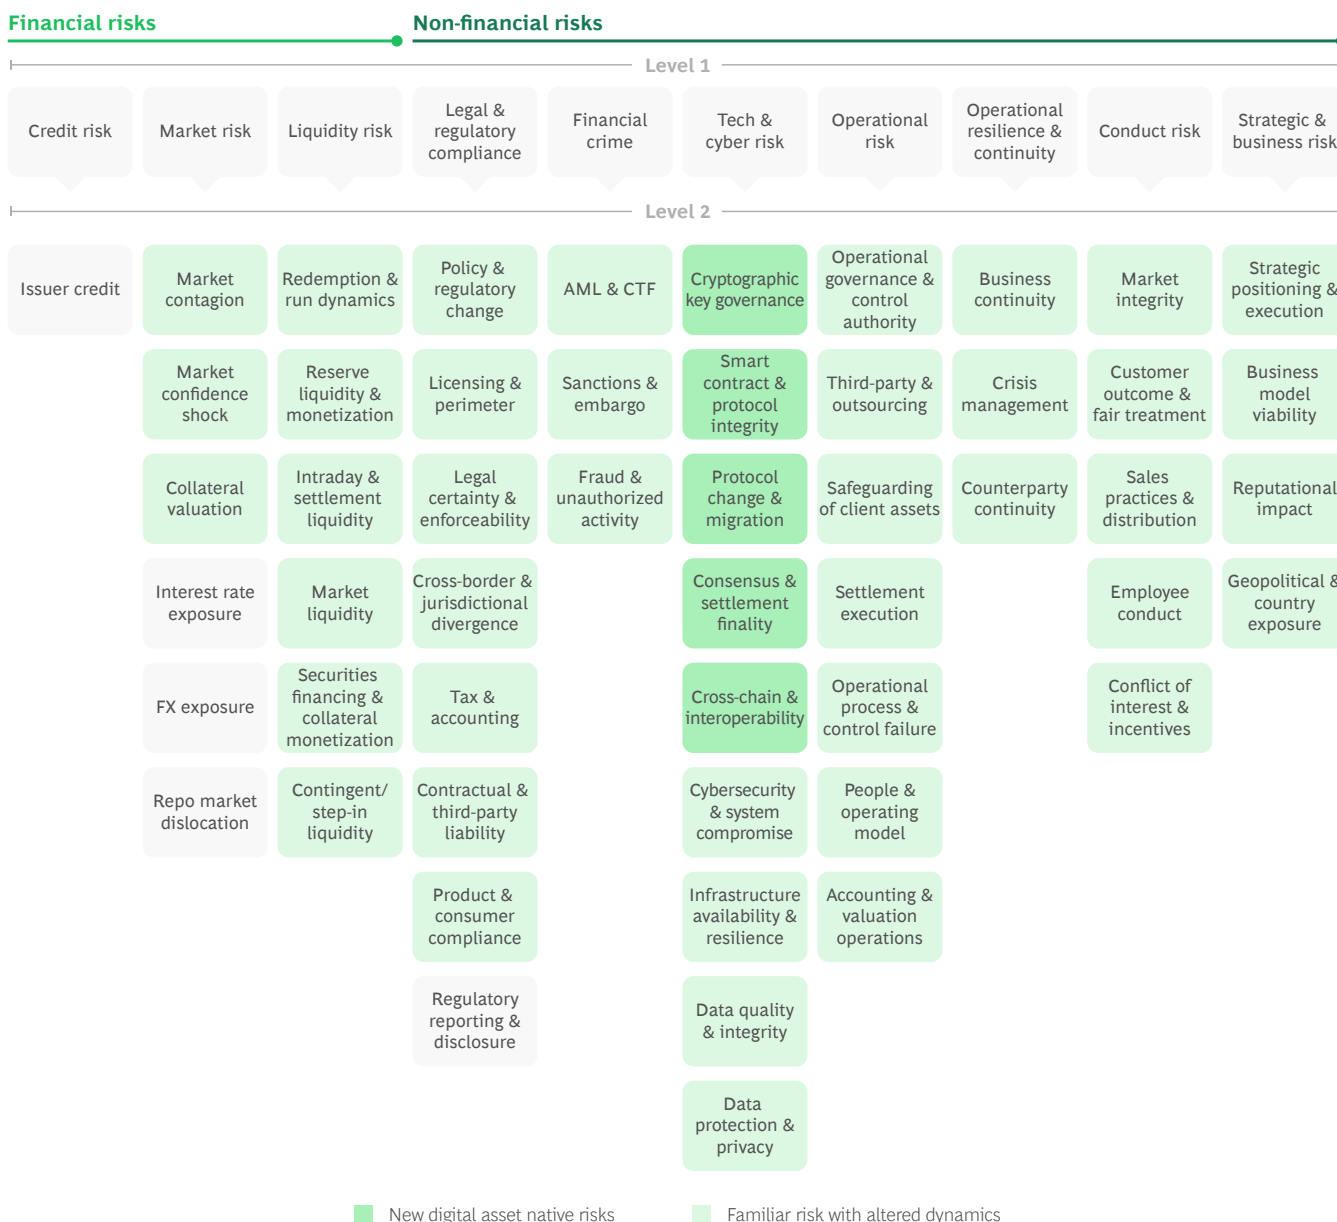 Financial risks
Non-financial risks
Level 1
Credit risk
Market risk
Liquidity risk
Legal &
regulatory
compliance
Financial
crime
Tech &
cyber risk
Operational
risk
Operational
resilience &
continuity
Conduct risk
Strategic &
business risk
Level 2
Issuer credit
Market
contagion
Redemption &
run dynamics
Policy &
regulatory
change
AML & CTF
Cryptographic
key governance
Operational
governance &
control
authority
Business
continuity
Market
integrity
Strategic
positioning &
execution
Market
confidence
shock
Reserve
liquidity &
monetization
Licensing &
perimeter
Sanctions &
embargo
Smart
contract &
protocol
integrity
Third-party &
outsourcing
Crisis
management
Customer
outcome &
fair treatment
Business
model
viability
Collateral
valuation
Intraday &
settlement
liquidity
Legal
certainty &
enforceability
Fraud &
unauthorized
activity
Protocol
change &
migration
Safeguarding
of client assets
Counterparty
continuity
Sales
practices &
distribution
Reputational
impact
Interest rate
exposure
Market
liquidity
Cross-border &
jurisdictional
divergence
Consensus &
settlement
finality
Settlement
execution
Employee
conduct
Geopolitical &
country
exposure
FX exposure
Securities
financing &
collateral
monetization
Tax &
accounting
Cross-chain &
interoperability
Operational
process &
control failure
Conflict of
interest &
incentives
Repo market
dislocation
Contingent/
step-in
liquidity
Contractual &
third-party
liability
Cybersecurity
& system
compromise
People &
operating
model
Product &
consumer
compliance
Infrastructure
availability &
resilience
Accounting &
valuation
operations
Regulatory
reporting &
disclosure
Data quality
& integrity
Data
protection &
privacy
New digital asset native risks
Familiar risk with altered dynamics